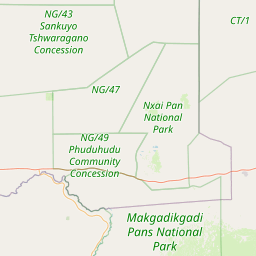 NG/43
Sankuyo
Tshwaragano
Concession
CT/1
NG/47
Nxai Pan
National
Park
NG/49
Phuduhudu
Community
Concession
Makgadikgadi
Pans National
Park